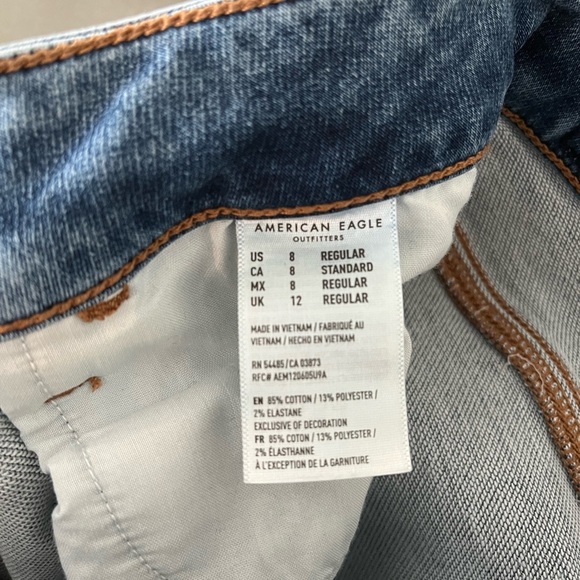 AMERICAN EAGLE
OUTFITTERS
US 8 REGULAR
CA 8 STANDARD
MX 8 REGULAR
UK 12 REGULAR
MADE IN VIETNAM / FABRIQUÉ AU
VIETNAM / HECHO EN VIETNAM
RN 54485 / CA 03873
RFC# AEM120605U9A
EN 85% COTTON / 13% POLYESTER /
2% ELASTANE
EXCLUSIVE OF DECORATION
FR 85% COTON / 13% POLYESTER /
2% ÉLASTHANNE
À L'EXCEPTION DE LA GARNITURE